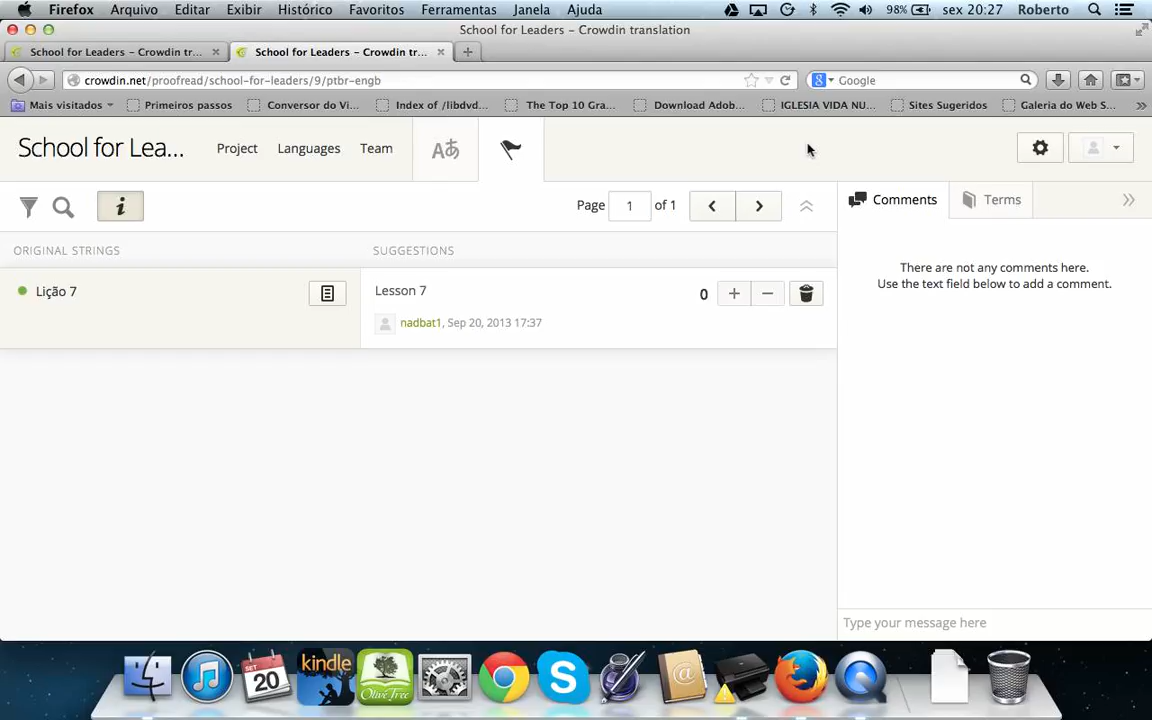 Firefox Arquivo Editar Exibir Histórico Favoritos Ferramentas Janela Ajuda 98% sex 20:27 Roberto
School for Leaders – Crowdin translation
School for Leaders – Crowdin tr... School for Leaders – Crowdin tr...
crowdin.net/proofread/school-for-leaders/9/ptbr-engb Google
Mais visitados Primeiros passos Conversor do Vi... Index of /libdvd... The Top 10 Gra... Download Adob... IGLESIA VIDA NU... Sites Sugeridos Galeria do Web S...
School for Lea... Project Languages Team Aあ
i Page 1 of 1 Comments Terms
ORIGINAL STRINGS SUGGESTIONS
There are not any comments here.
Use the text field below to add a comment.
Lição 7 Lesson 7 0
nadbat1, Sep 20, 2013 17:37
Type your message here
SET
20
kindle
OliveTree